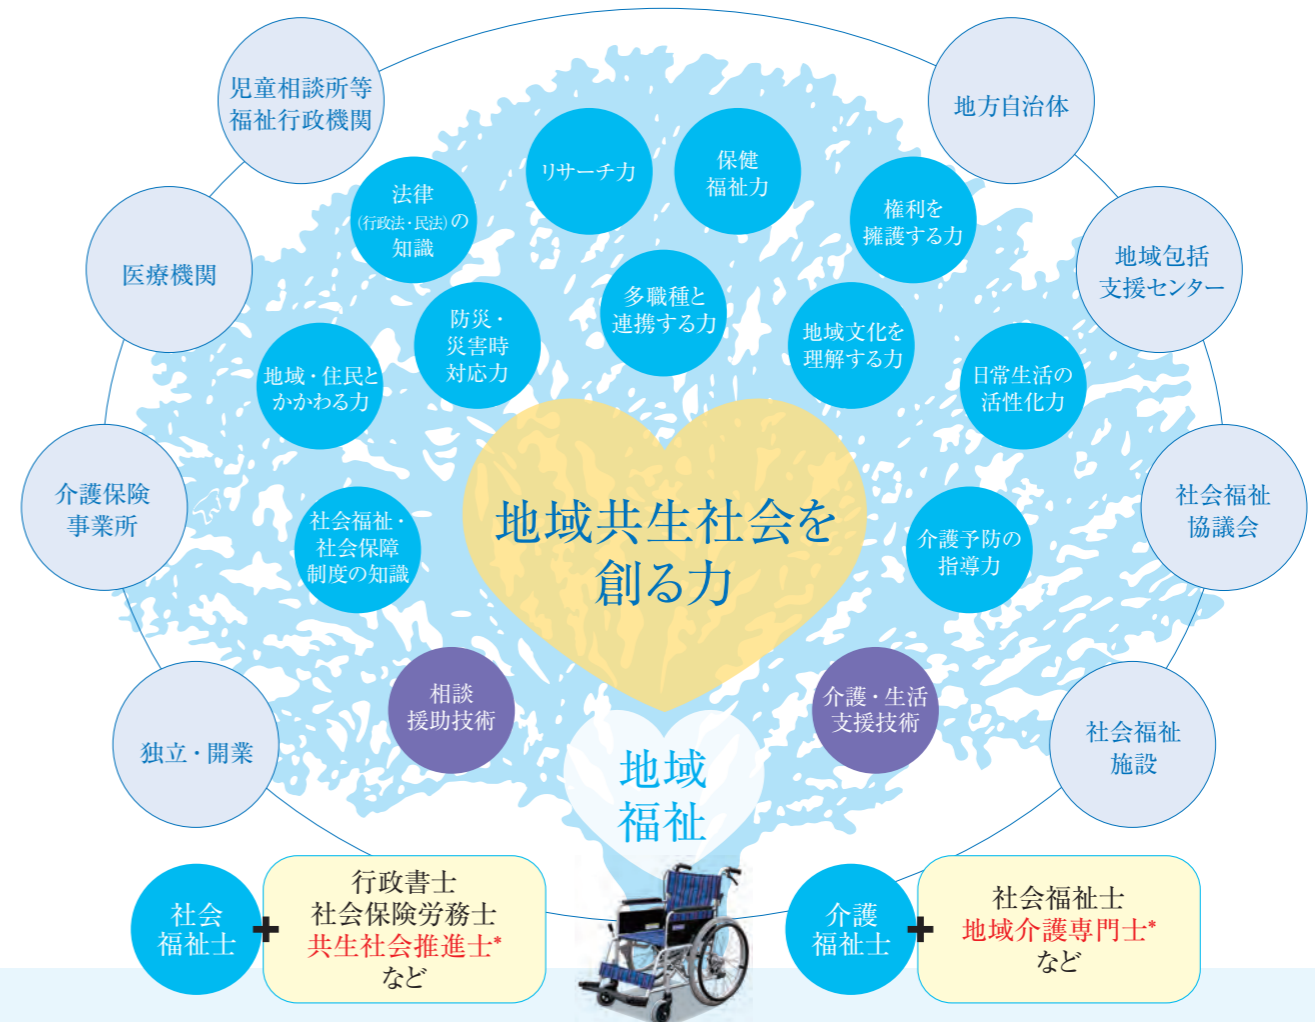 児童相談所等
福祉行政機関
地方自治体
医療機関
地域包括
支援センター
介護保険
事業所
社会福祉
協議会
独立・開業
社会福祉
施設
法律
(行政法・民法)の
知識
リサーチ力
保健
福祉力
権利を
擁護する力
防災・
災害時
対応力
多職種と
連携する力
地域文化を
理解する力
地域・住民と
かかわる力
日常生活の
活性化力
社会福祉・
社会保障
制度の知識
介護予防の
指導力
地域共生社会を
創る力
相談
援助技術
介護・生活
支援技術
地域
福祉
社会
福祉士
+
行政書士
社会保険労務士
共生社会推進士*
など
介護
福祉士
+
社会福祉士
地域介護専門士*
など